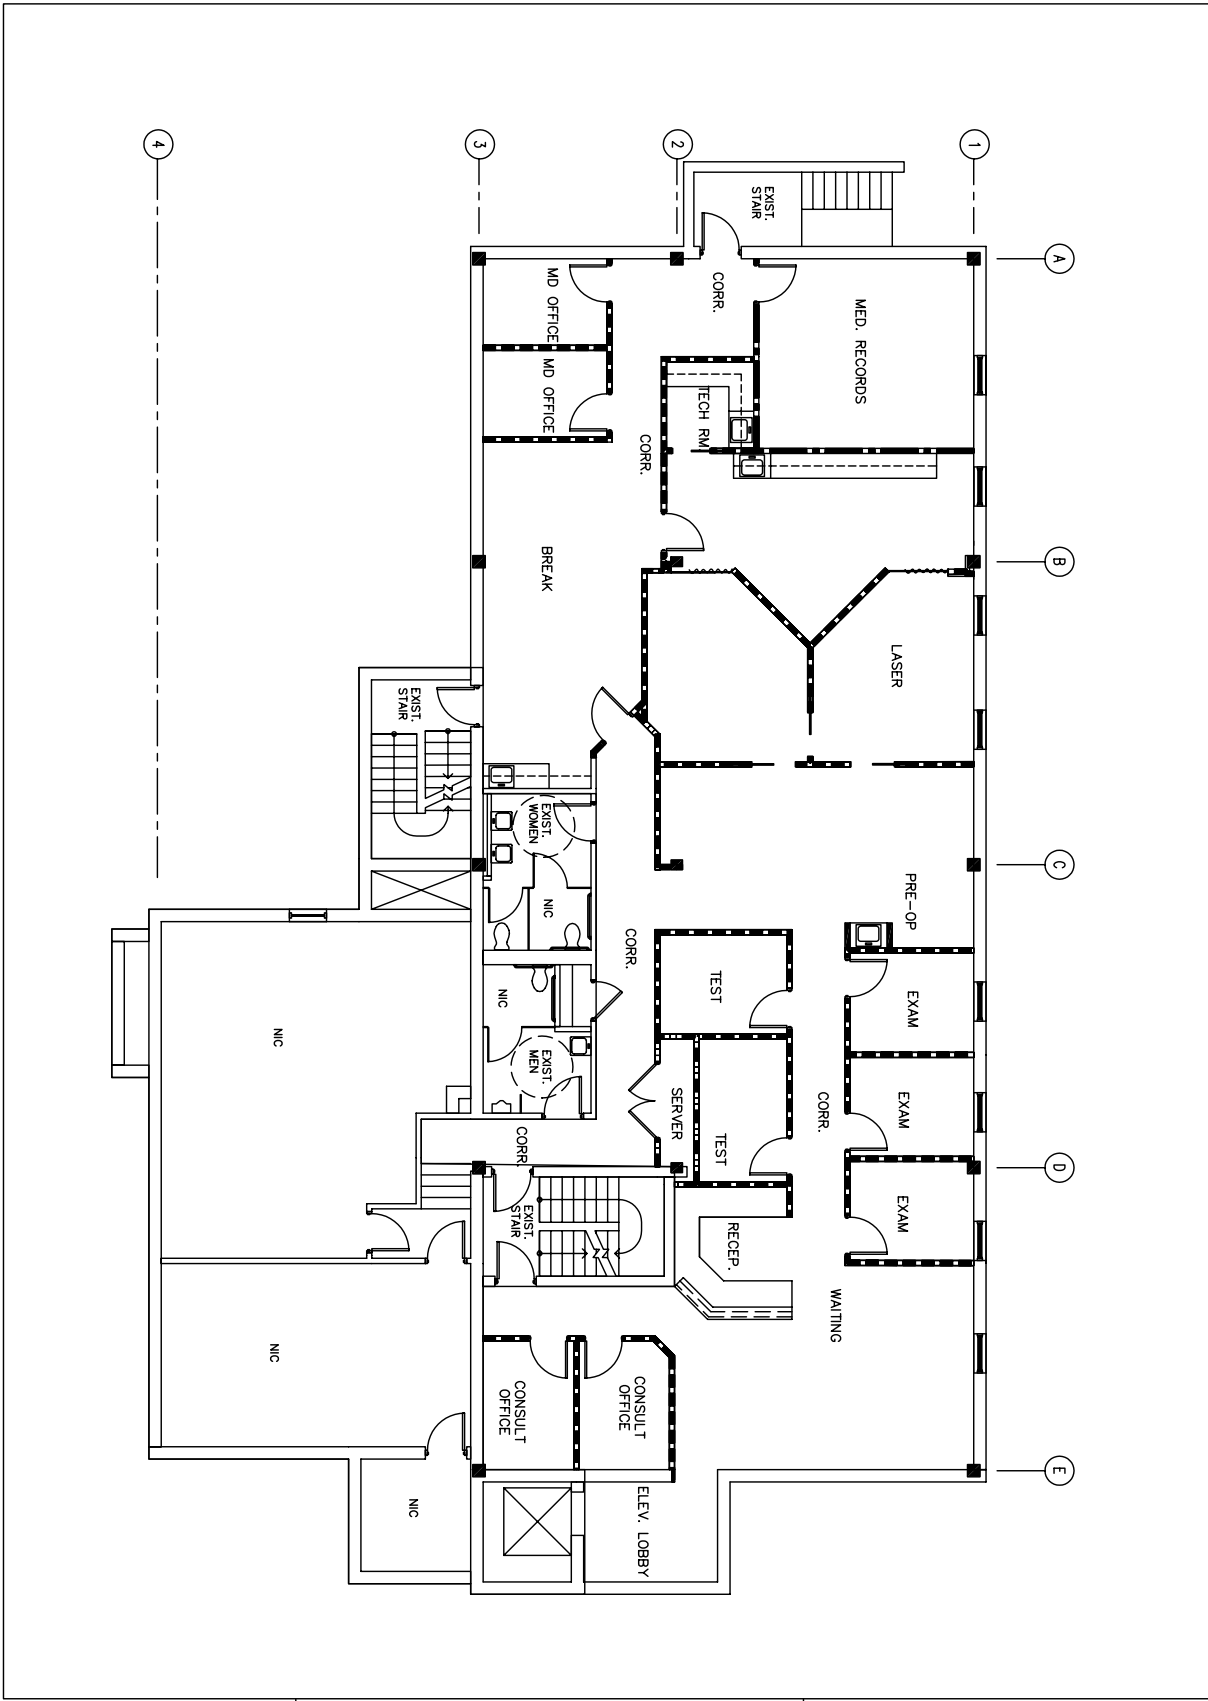 1
2
3
4
A
B
C
D
E
EXIST.
STAIR
MED. RECORDS
CORR.
MD OFFICE
MD OFFICE
TECH RM.
CORR.
BREAK
LASER
EXIST.
STAIR
EXIST.
WOMEN
NIC
PRE-OP
CORR.
TEST
EXAM
NIC
EXIST.
MEN
SERVER
TEST
CORR.
EXAM
NIC
CORR.
EXIST.
STAIR
RECEP.
EXAM
WAITING
NIC
CONSULT
OFFICE
CONSULT
OFFICE
NIC
ELEV. LOBBY